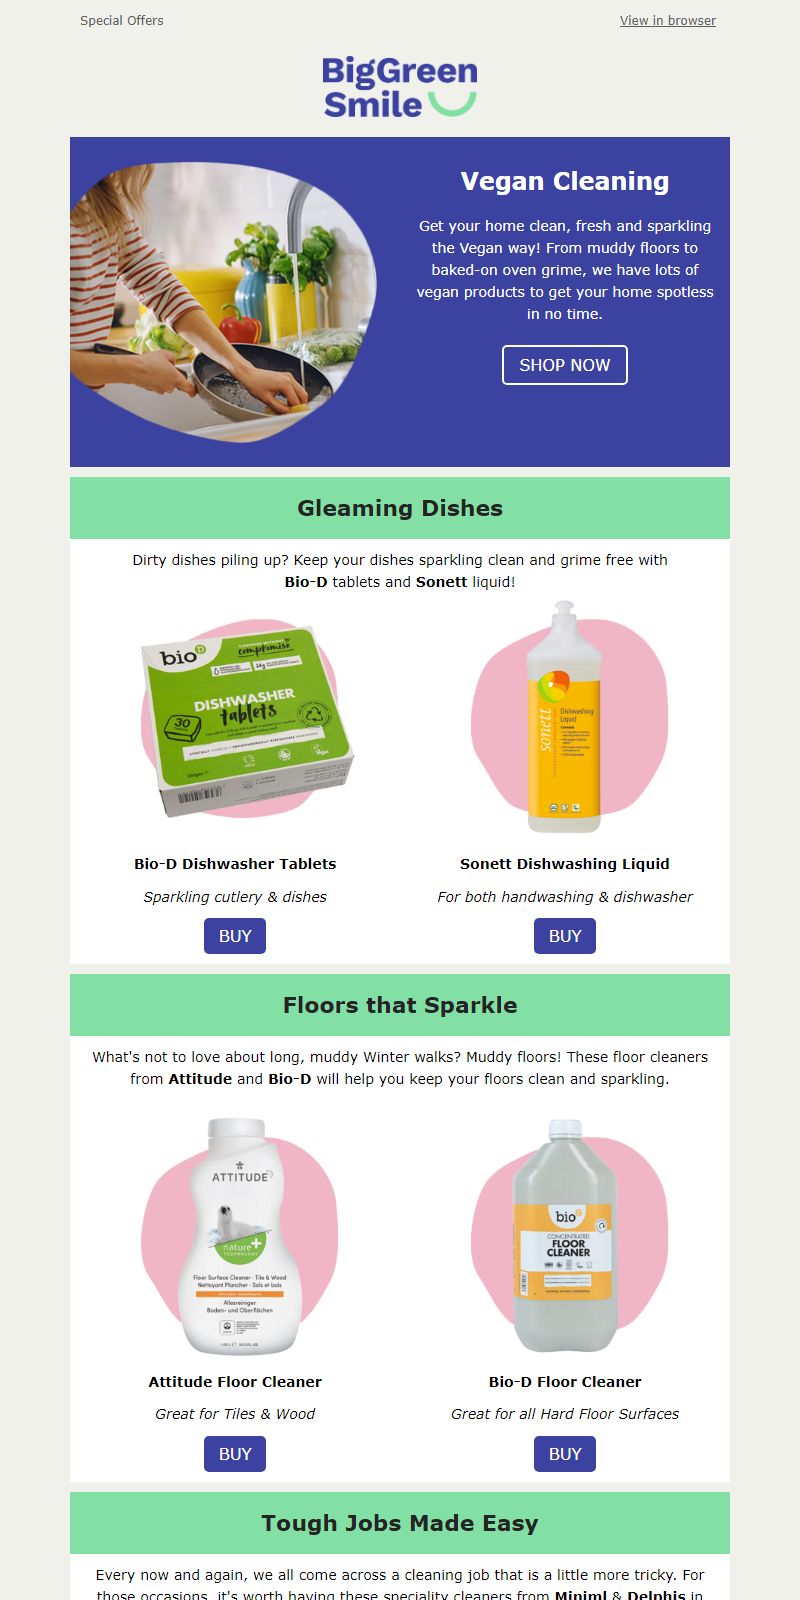 Special Offers
View in browser
BigGreen
Smile
Vegan Cleaning
Get your home clean, fresh and sparkling
the Vegan way! From muddy floors to
baked-on oven grime, we have lots of
vegan products to get your home spotless
in no time.
SHOP NOW
Gleaming Dishes
Dirty dishes piling up? Keep your dishes sparkling clean and grime free with
Bio-D tablets and Sonett liquid!
bio D
compromise
DISHWASHER
tablets
30
sonett
Dishwashing
Liquid
Bio-D Dishwasher Tablets
Sparkling cutlery & dishes
BUY
Sonett Dishwashing Liquid
For both handwashing & dishwasher
BUY
Floors that Sparkle
What's not to love about long, muddy Winter walks? Muddy floors! These floor cleaners
from Attitude and Bio-D will help you keep your floors clean and sparkling.
ATTITUDE
nature+
TECHNOLOGY
Floor Surface Cleaner - Tile & Wood
Nettoyant Plancher - Sols et bois
Allesreiniger
Boden- und Oberflächen
bio D
CONCENTRATED
FLOOR
CLEANER
Attitude Floor Cleaner
Great for Tiles & Wood
BUY
Bio-D Floor Cleaner
Great for all Hard Floor Surfaces
BUY
Tough Jobs Made Easy
Every now and again, we all come across a cleaning job that is a little more tricky. For
those occasions, it's worth having these speciality cleaners from Miniml & Delphis in